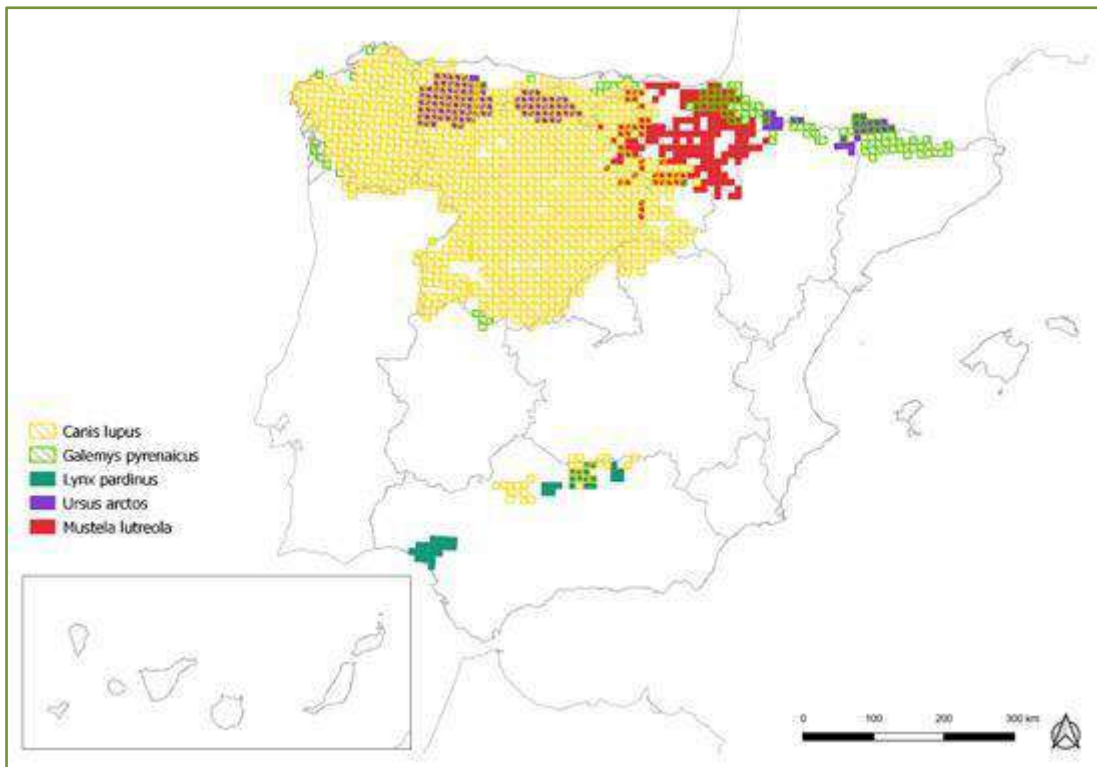 Canis lupus
Galemys pyrenaicus
Lynx pardinus
Ursus arctos
Mustela lutreola
0 100 200 300 km